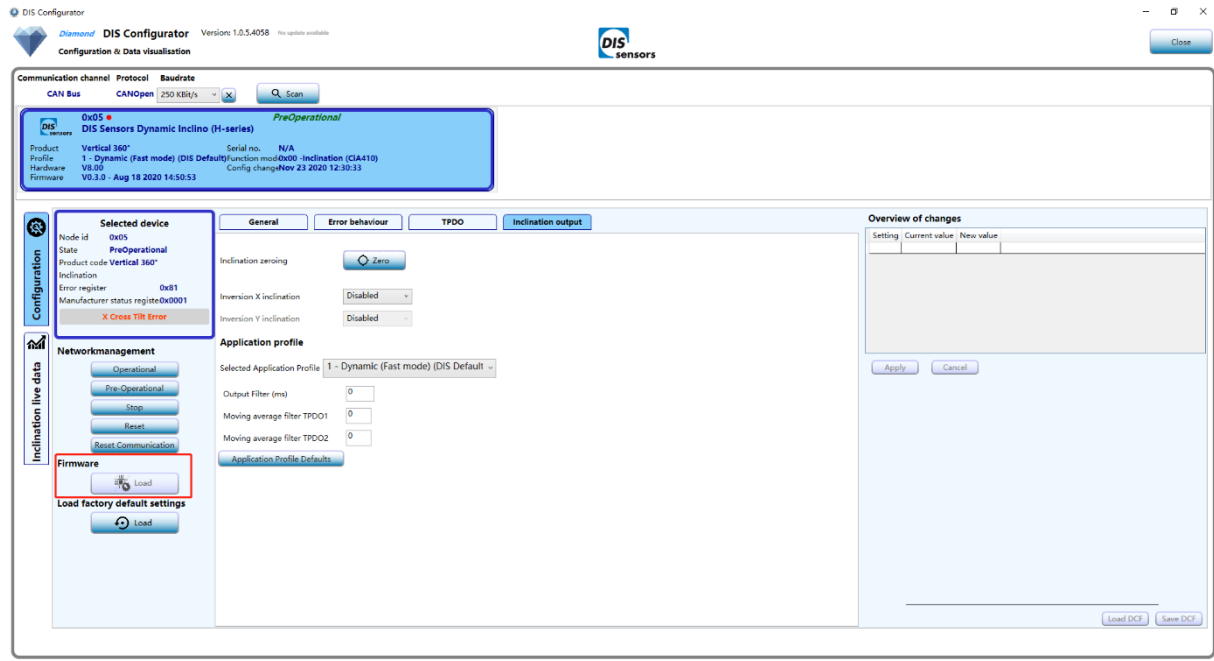 DIS Configurator
Diamond DIS Configurator Version: 1.0.5.4058 No update available
Configuration & Data visualisation
DIS sensors
Close
Communication channel Protocol Baudrate
CAN Bus CANOpen 250 KBit/s x Scan
0x05 PreOperational
DIS sensors
DIS Sensors Dynamic Inclino (H-series)
Product Vertical 360° Serial no. N/A
Profile 1 - Dynamic (Fast mode) (DIS Default) Function mod 0x00 -Inclination (CiA410)
Hardware V8.00 Config change Nov 23 2020 12:30:33
Firmware V0.3.0 - Aug 18 2020 14:50:53
Configuration
Inclination live data
Selected device
Node id 0x05
State PreOperational
Product code Vertical 360°
Inclination
Error register 0x81
Manufacturer status registe 0x0001
X Cross Tilt Error
Networkmanagement
Operational
Pre-Operational
Stop
Reset
Reset Communication
Firmware
Load
Load factory default settings
Load
General Error behaviour TPDO Inclination output
Inclination zeroing Zero
Inversion X inclination Disabled
Inversion Y inclination Disabled
Application profile
Selected Application Profile 1 - Dynamic (Fast mode) (DIS Default
Output Filter (ms) 0
Moving average filter TPDO1 0
Moving average filter TPDO2 0
Application Profile Defaults
Overview of changes
Setting Current value New value
Apply Cancel
Load DCF Save DCF